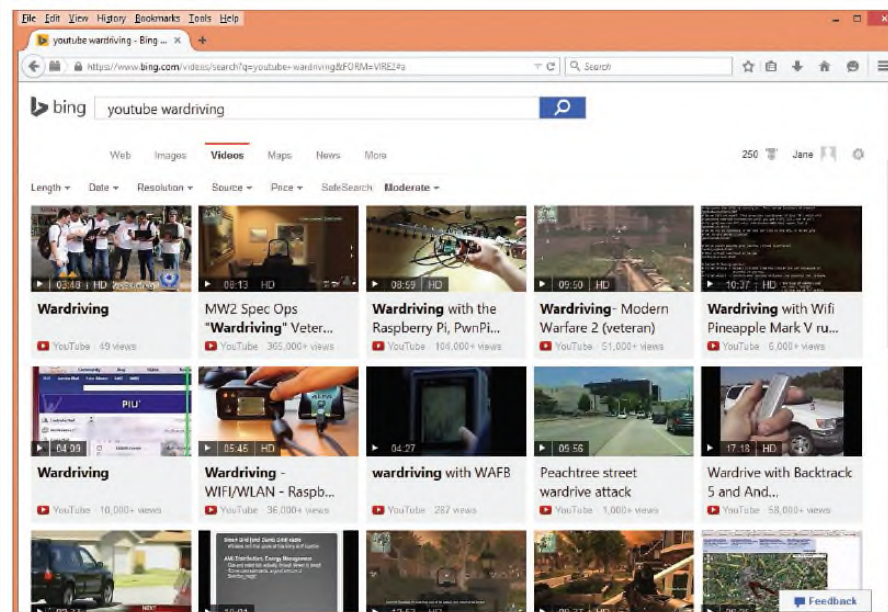 File Edit View History Bookmarks Tools Help
youtube wardriving - Bing ...
https://www.bing.com/videos/search?q=youtube+wardriving&FORM=VIRE2#a
Search
bing
youtube wardriving
Web Images Videos Maps News More
250 Jane
Length Date Resolution Source Price SafeSearch Moderate
03:48 HD
08:13 HD
08:59 HD
09:50 HD
10:37 HD
Wardriving
YouTube · 49 views
MW2 Spec Ops
"Wardriving" Veter...
YouTube · 365,000+ views
Wardriving with the
Raspberry Pi, PwnPi...
YouTube · 104,000+ views
Wardriving- Modern
Warfare 2 (veteran)
YouTube · 51,000+ views
Wardriving with Wifi
Pineapple Mark V ru...
YouTube · 6,000+ views
PIU
04:09
05:45 HD
04:27
09:56
17:18 HD
Wardriving
YouTube · 10,000+ views
Wardriving -
WIFI/WLAN - Raspb...
YouTube · 36,000+ views
wardriving with WAFB
YouTube · 287 views
Peachtree street
wardrive attack
YouTube · 1,000+ views
Wardrive with Backtrack
5 and And...
YouTube · 58,000+ views
NEXT
Feedback